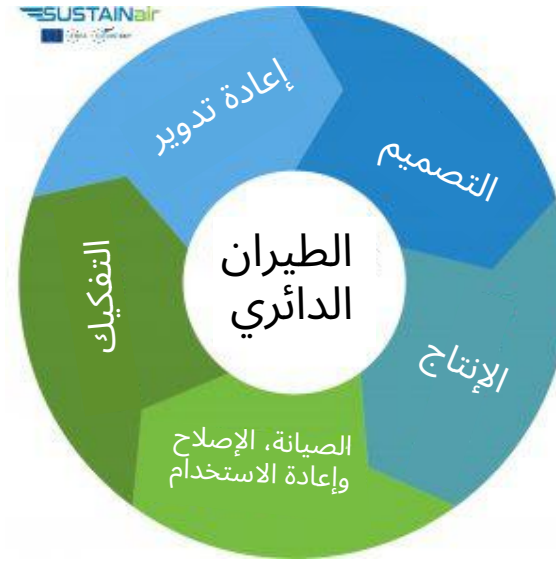 SUSTAINair
إعادة تدوير
التصميم
الطيران
الدائري
التفكيك
الإنتاج
الصيانة، الإصلاح
وإعادة الاستخدام